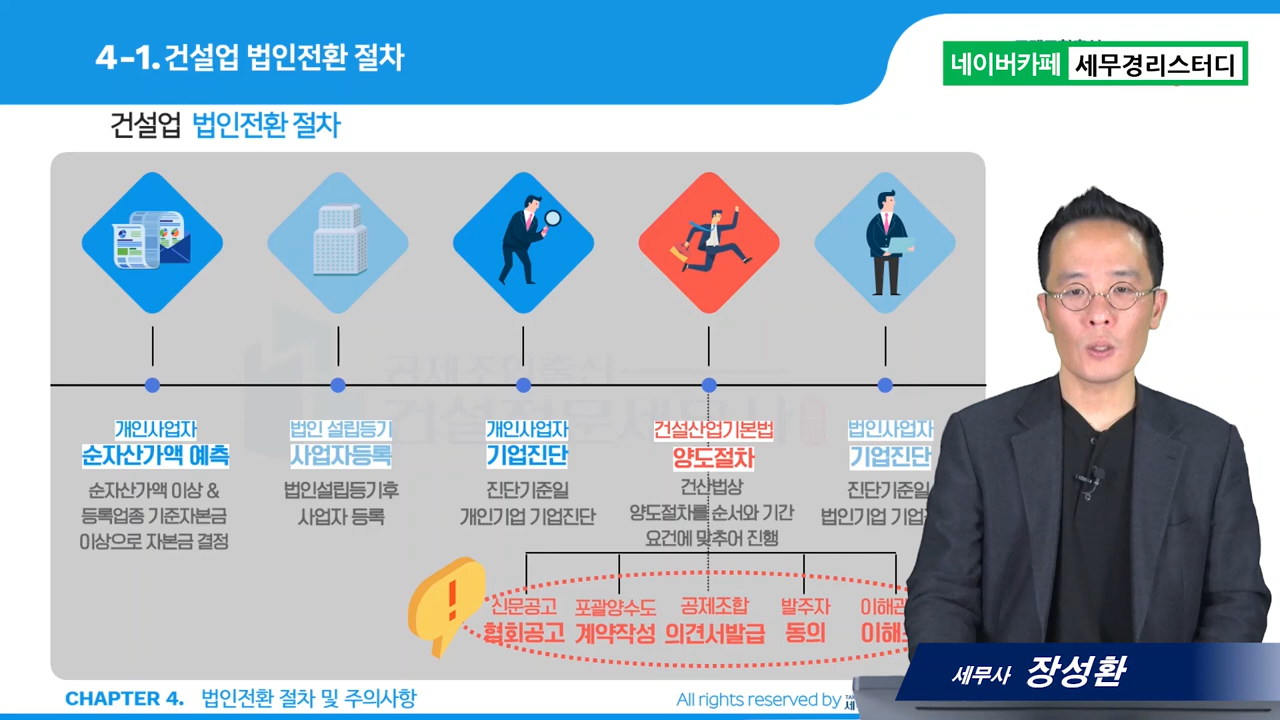 4-1. 건설업 법인전환 절차
네이버카페 세무경리스터디
건설업 법인전환 절차
개인사업자
순자산가액 예측
순자산가액 이상 &
등록업종 기준자본금
이상으로 자본금 결정
법인 설립등기
사업자등록
법인설립등기후
사업자 등록
개인사업자
기업진단
진단기준일
개인기업 기업진단
건설산업기본법
양도절차
건산법상
양도절차를 순서와 기간
요건에 맞추어 진행
법인사업자
기업진단
진단기준일
법인기업
!
신문공고
협회공고
포괄양수도
계약작성
공제조합
의견서발급
발주자
동의
세무사 장성환
CHAPTER 4. 법인전환 절차 및 주의사항
All rights reserved by